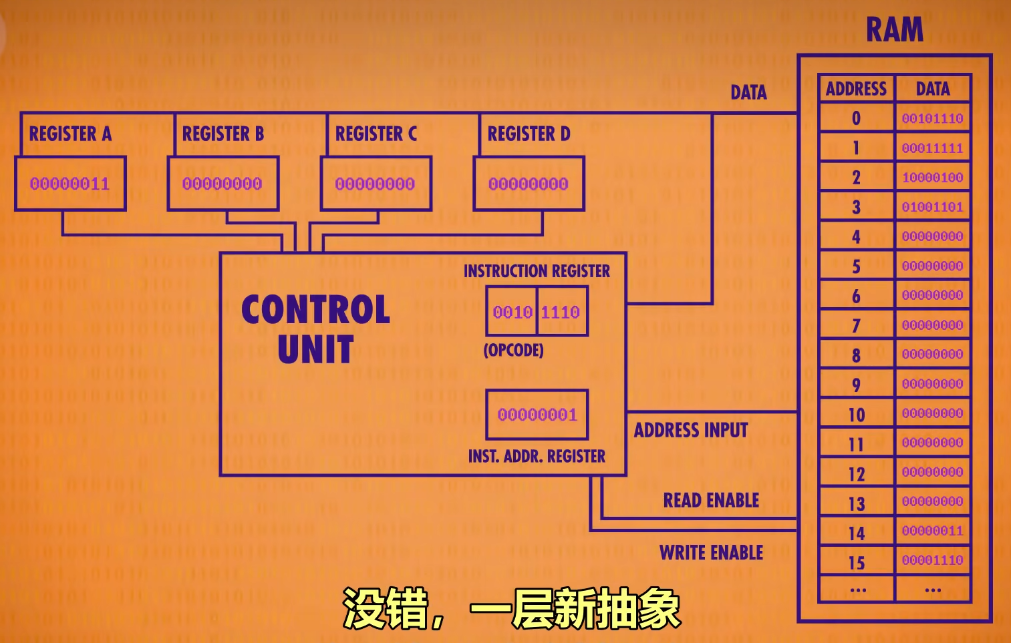 RAM
DATA
ADDRESS DATA
0 00101110
1 00011111
2 10000100
3 01001101
4 00000000
5 00000000
6 00000000
7 00000000
8 00000000
9 00000000
10 00000000
11 00000000
12 00000000
13 00000000
14 00000011
15 00001110
... ...
REGISTER A REGISTER B REGISTER C REGISTER D
00000011 00000000 00000000 00000000
CONTROL
UNIT
INSTRUCTION REGISTER
0010 1110
(OPCODE)
00000001
INST. ADDR. REGISTER
ADDRESS INPUT
READ ENABLE
WRITE ENABLE
没错，一层新抽象